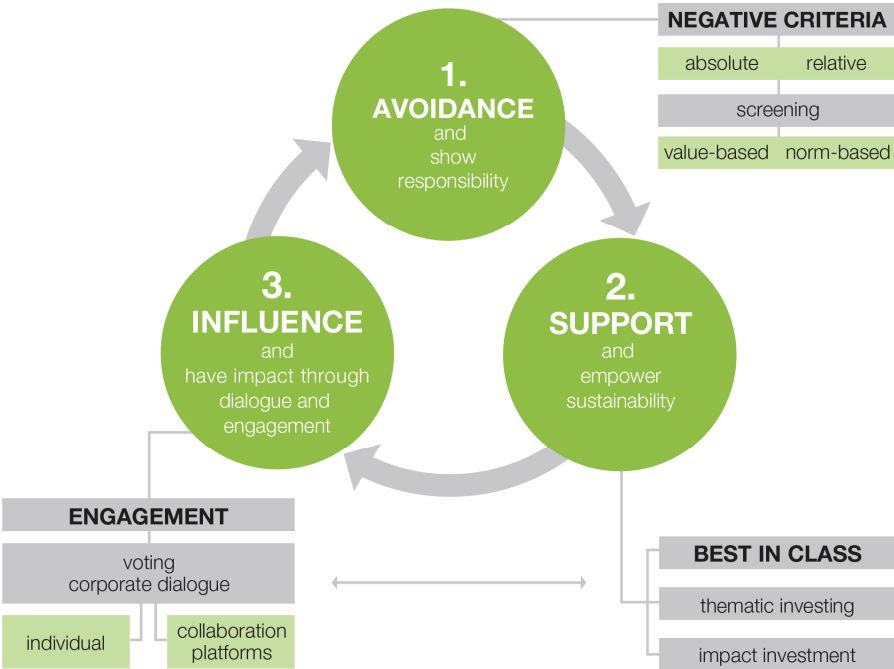 1.
AVOIDANCE
and
show
responsibility
NEGATIVE CRITERIA
absolute relative
screening
value-based norm-based
2.
SUPPORT
and
empower
sustainability
BEST IN CLASS
thematic investing
impact investment
3.
INFLUENCE
and
have impact through
dialogue and
engagement
ENGAGEMENT
voting
corporate dialogue
individual
collaboration
platforms